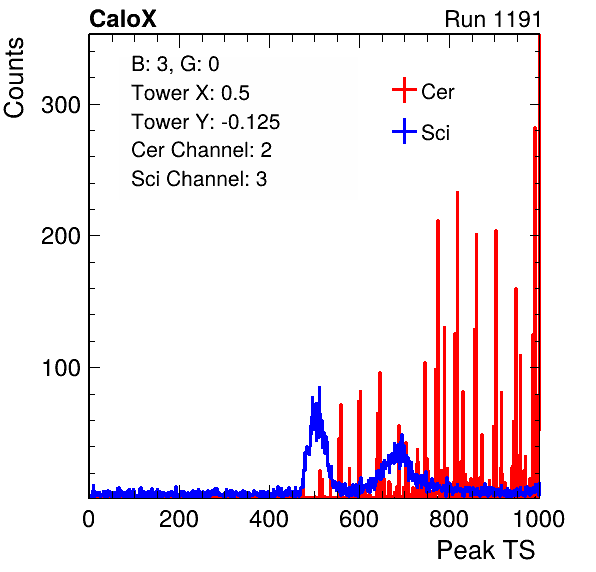 CaloX Run 1191
B: 3, G: 0
Tower X: 0.5
Tower Y: -0.125
Cer Channel: 2
Sci Channel: 3
Cer
Sci
Counts
300
200
100
0 200 400 600 800 1000
Peak TS